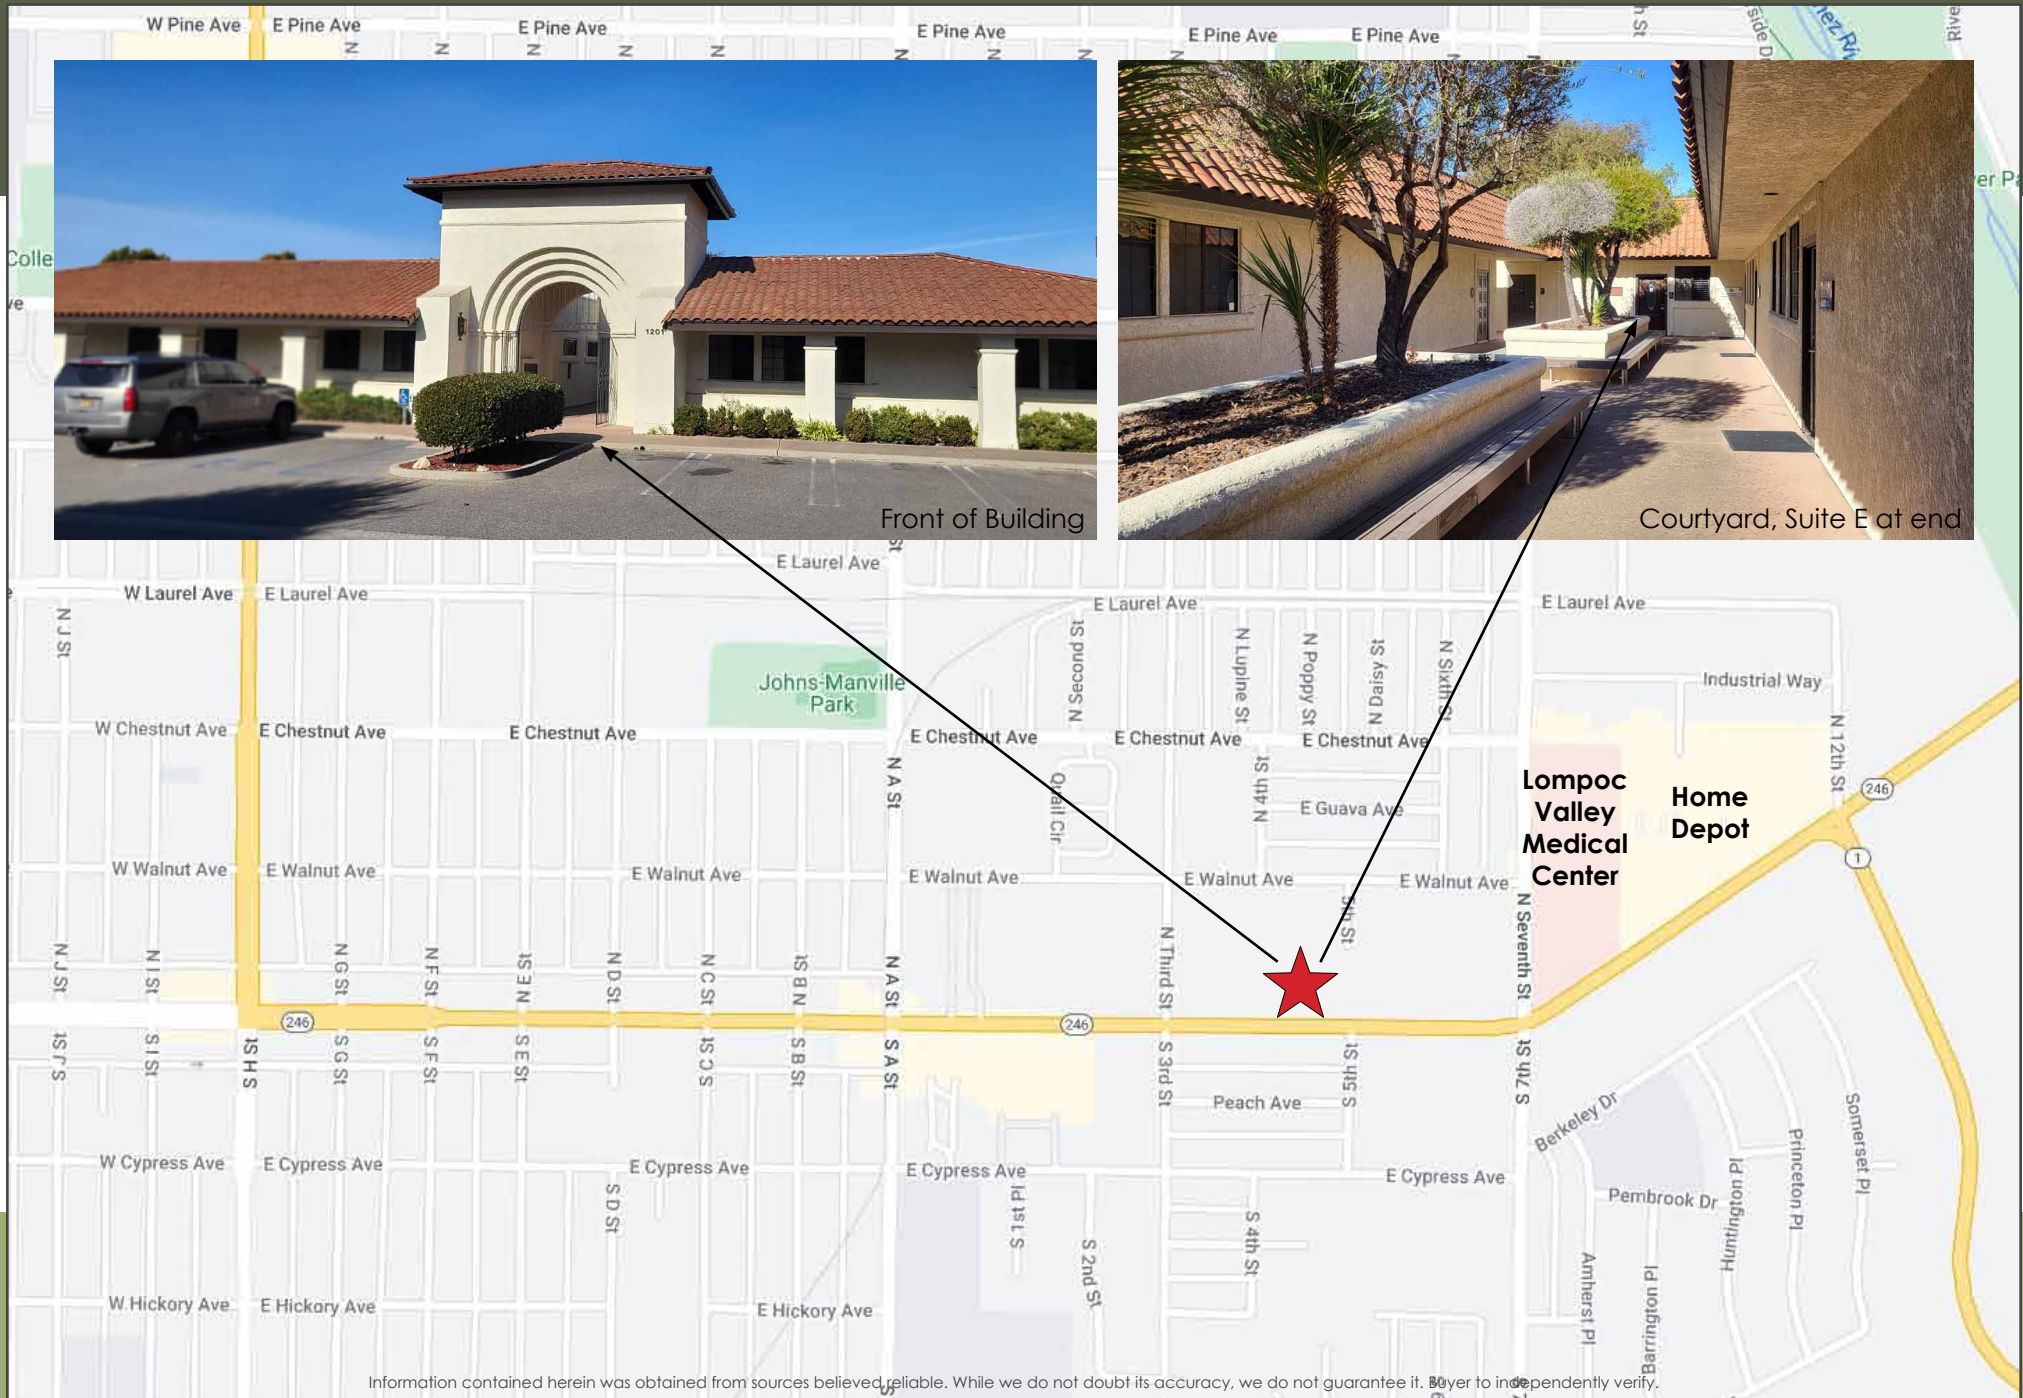 W Pine Ave
E Pine Ave
E Pine Ave
E Pine Ave
E Pine Ave
E Pine Ave
N
N
N
N
N
N
N
N
N
Colle
1201
Front of Building
Courtyard, Suite E at end
E Laurel Ave
W Laurel Ave
E Laurel Ave
E Laurel Ave
E Laurel Ave
N J St
Johns-Manville
Park
N Second St
N Lupine St
N Poppy St
N Daisy St
N Sixth St
Industrial Way
W Chestnut Ave
E Chestnut Ave
E Chestnut Ave
E Chestnut Ave
E Chestnut Ave
E Chestnut Ave
N A St
Quail Cir
N 4th St
E Guava Ave
N 12th St
246
Lompoc
Valley
Medical
Center
Home
Depot
1
W Walnut Ave
E Walnut Ave
E Walnut Ave
E Walnut Ave
E Walnut Ave
E Walnut Ave
N J St
N I St
N G St
N F St
N E St
N D St
N C St
N B St
N A St
N Third St
5th St
N Seventh St
246
246
S J St
S I St
S H St
S G St
S F St
S E St
S C St
S B St
S A St
S 3rd St
S 5th St
S 7th St
Peach Ave
Berkeley Dr
Somerset Pl
W Cypress Ave
E Cypress Ave
E Cypress Ave
E Cypress Ave
E Cypress Ave
S D St
S 1st Pl
S 2nd St
S 4th St
Pembrook Dr
Huntington Pl
Princeton Pl
Amherst Pl
Barrington Pl
W Hickory Ave
E Hickory Ave
E Hickory Ave
Information contained herein was obtained from sources believed reliable. While we do not doubt its accuracy, we do not guarantee it. Buyer to independently verify.